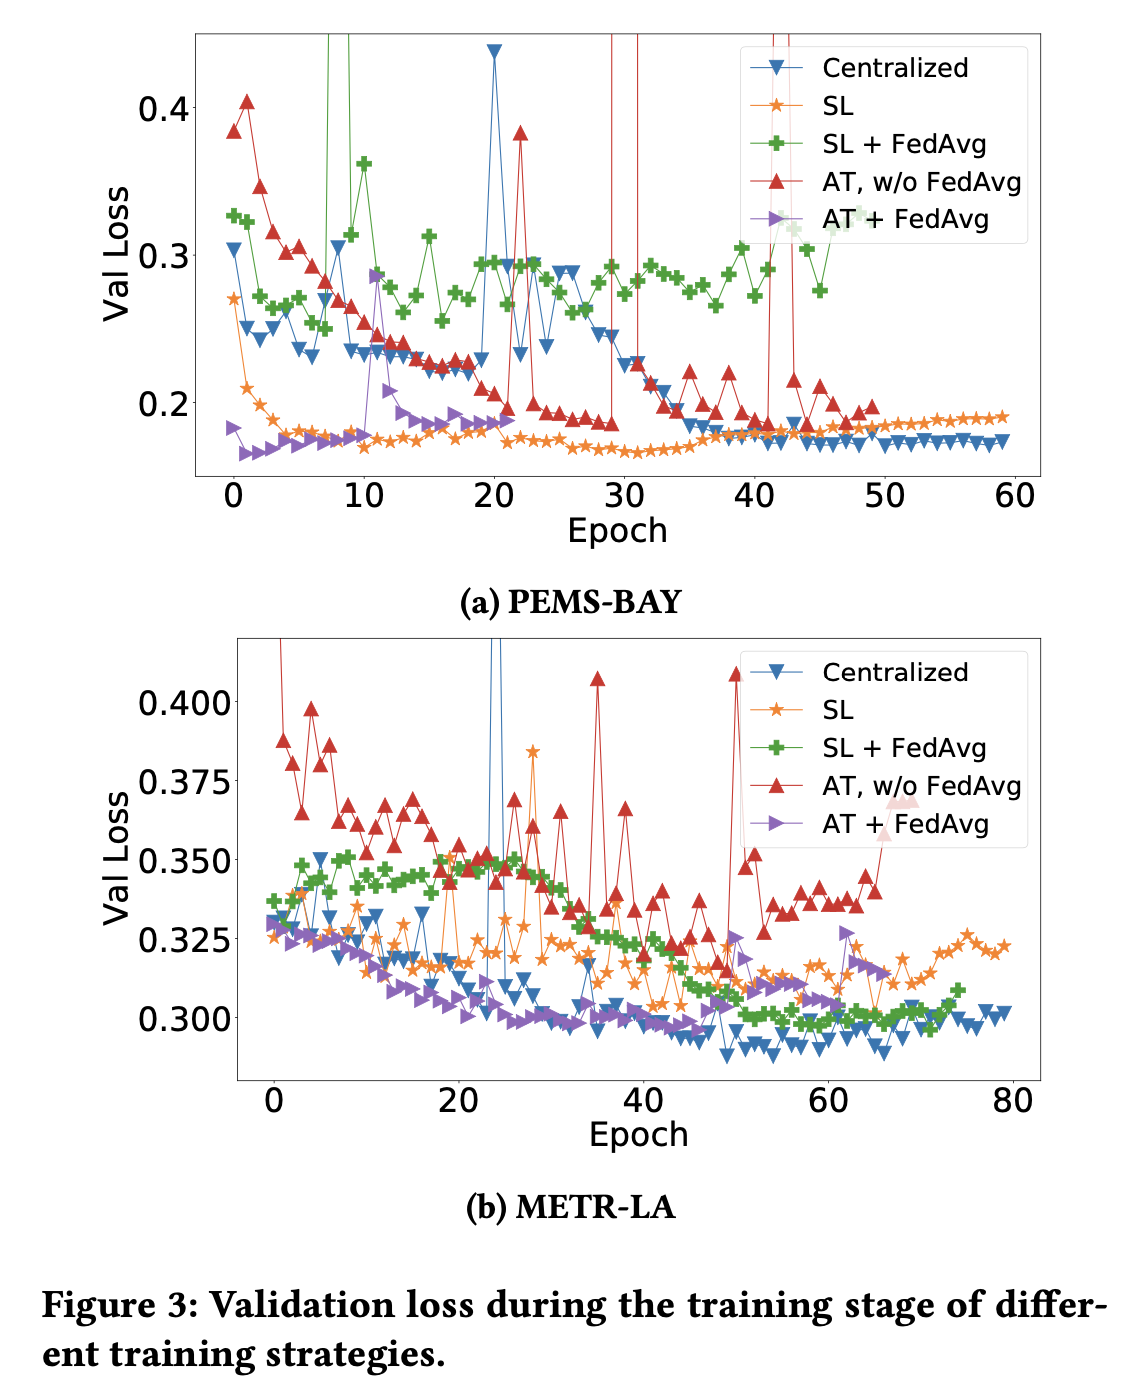 0.4
0.3
0.2
Val Loss
Centralized
SL
SL + FedAvg
AT, w/o FedAvg
AT + FedAvg
0 10 20 30 40 50 60
Epoch
(a) PEMS-BAY
0.400
0.375
0.350
0.325
0.300
Val Loss
Centralized
SL
SL + FedAvg
AT, w/o FedAvg
AT + FedAvg
0 20 40 60 80
Epoch
(b) METR-LA
Figure 3: Validation loss during the training stage of differ-
ent training strategies.